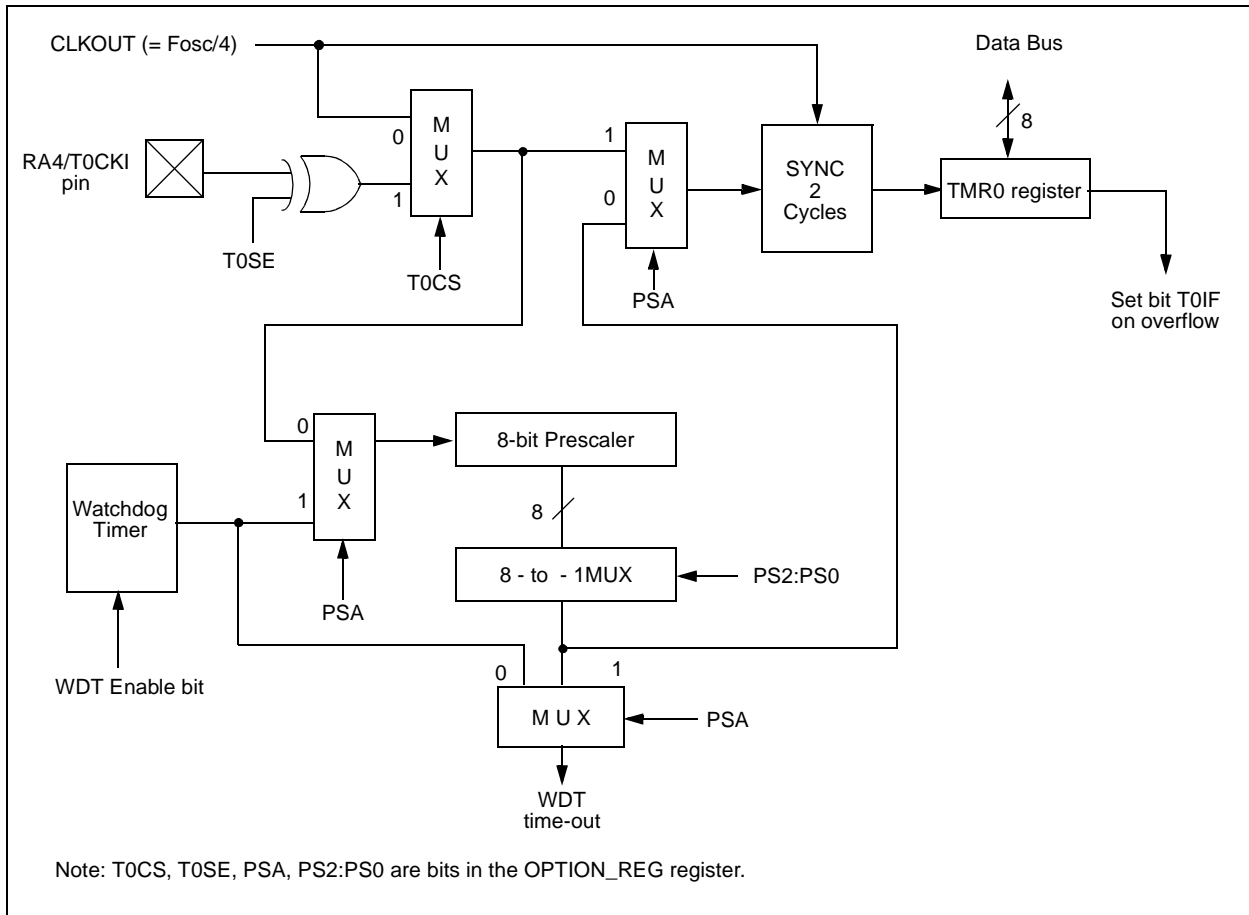 CLKOUT (= Fosc/4)
Data Bus
8
RA4/T0CKI
pin
T0SE
0
1
M
U
X
T0CS
1
0
M
U
X
PSA
SYNC
2
Cycles
TMR0 register
Set bit T0IF
on overflow
0
1
M
U
X
PSA
8-bit Prescaler
8
8 - to - 1MUX
PS2:PS0
Watchdog
Timer
WDT Enable bit
0
1
M U X
PSA
WDT
time-out
Note: T0CS, T0SE, PSA, PS2:PS0 are bits in the OPTION_REG register.